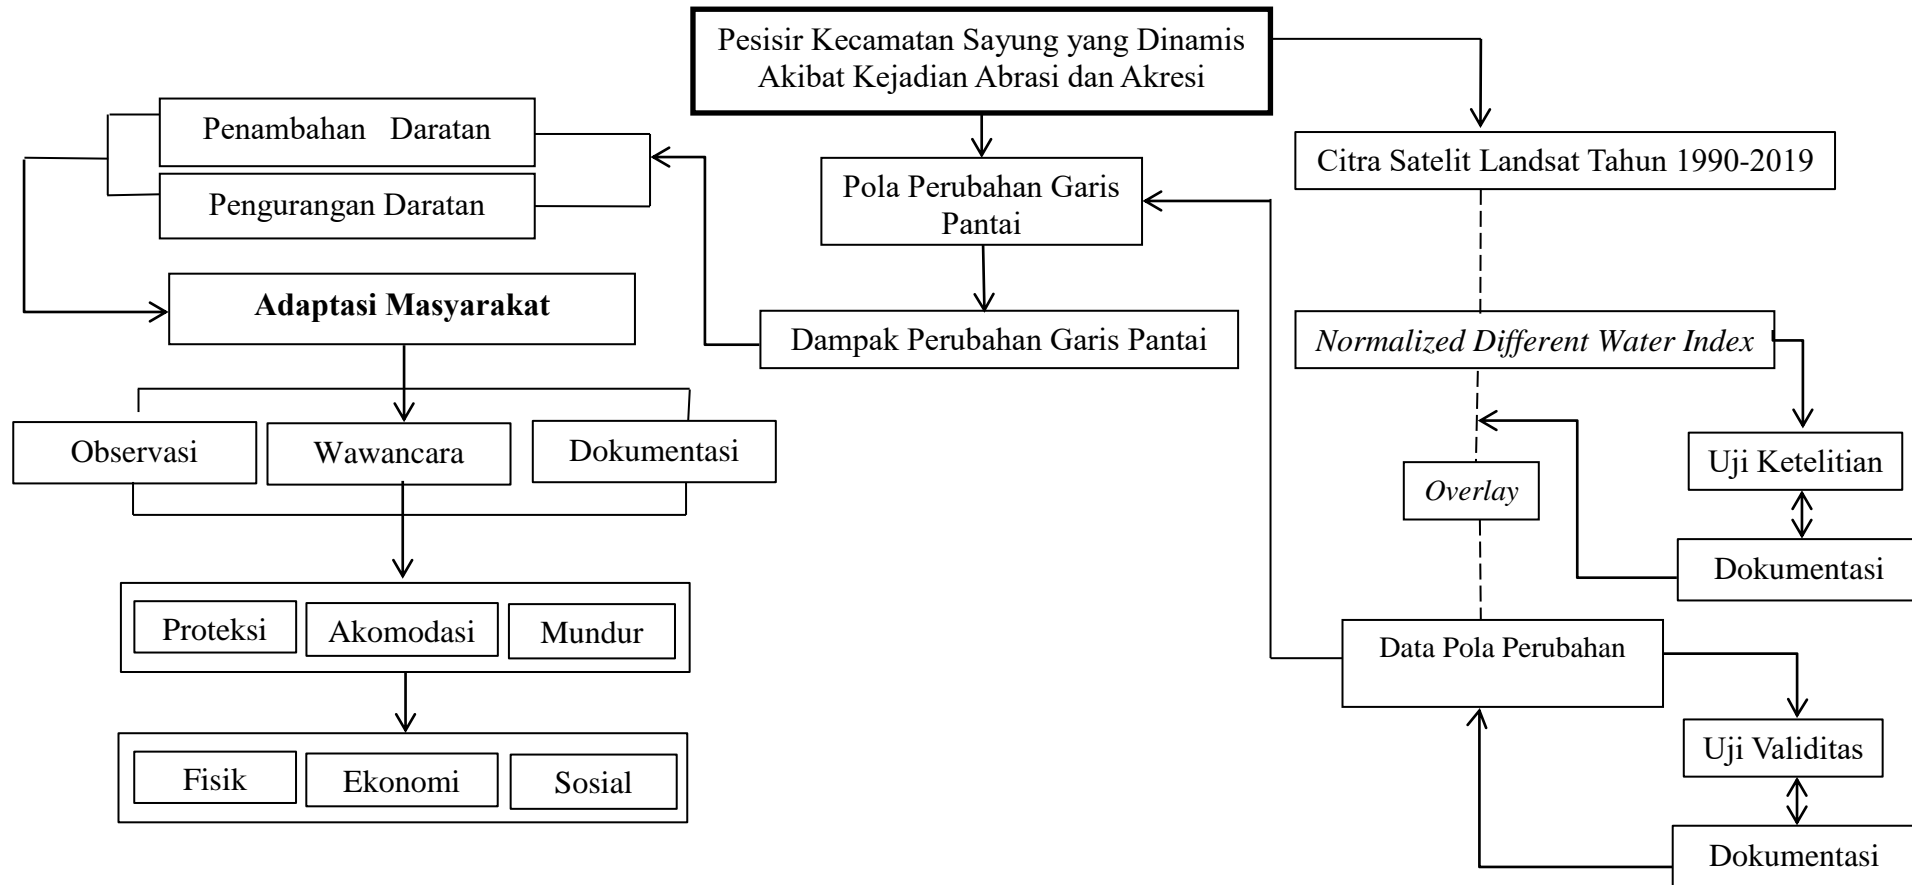 Pesisir Kecamatan Sayung yang Dinamis
Akibat Kejadian Abrasi dan Akresi
Penambahan Daratan
Pengurangan Daratan
Pola Perubahan Garis
Pantai
Citra Satelit Landsat Tahun 1990-2019
Adaptasi Masyarakat
Dampak Perubahan Garis Pantai
Normalized Different Water Index
Observasi
Wawancara
Dokumentasi
Uji Ketelitian
Overlay
Dokumentasi
Proteksi
Akomodasi
Mundur
Data Pola Perubahan
Uji Validitas
Fisik
Ekonomi
Sosial
Dokumentasi